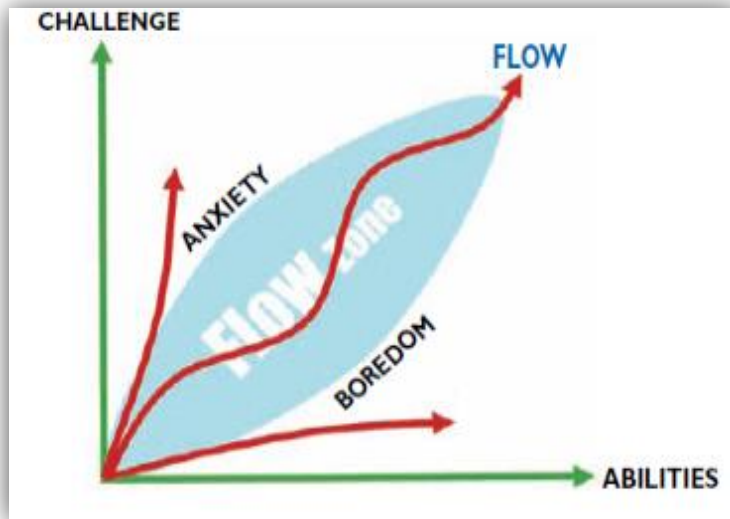 CHALLENGE
FLOW
ANXIETY
Flow zone
BOREDOM
ABILITIES